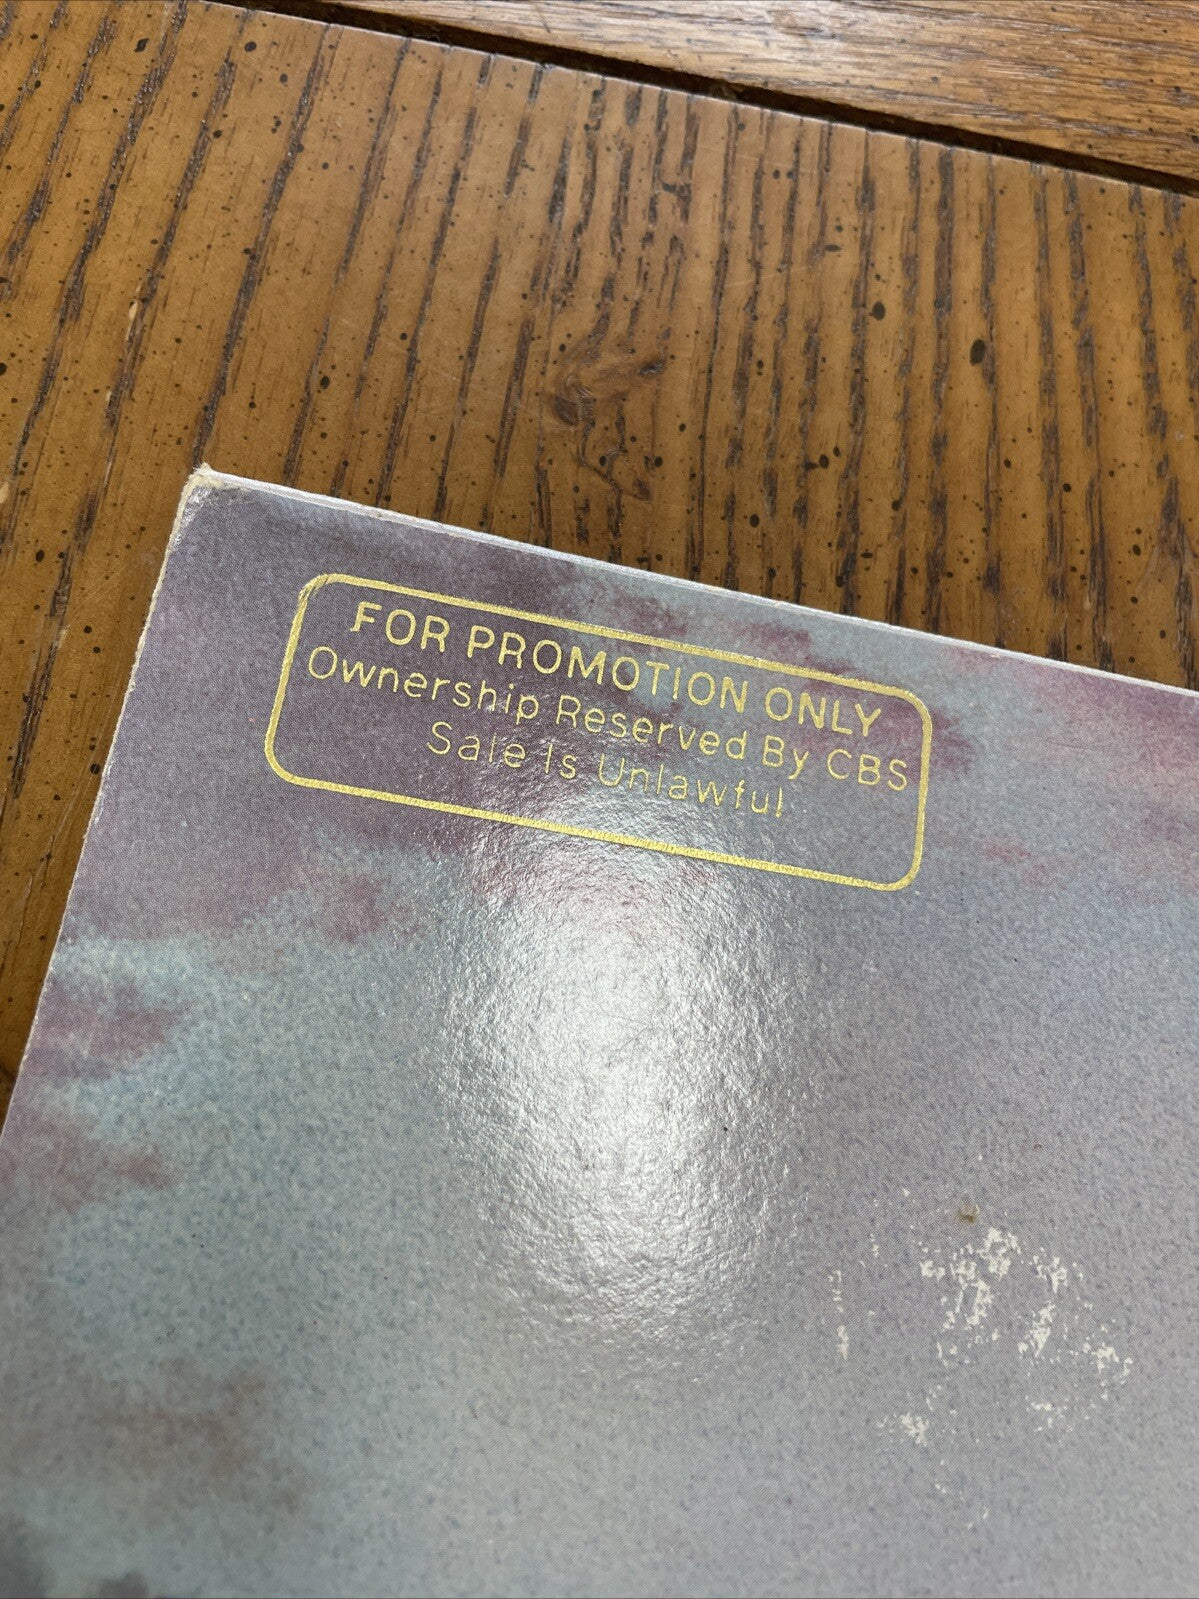 FOR PROMOTION ONLY
Ownership Reserved By CBS
Sale Is Unlawful